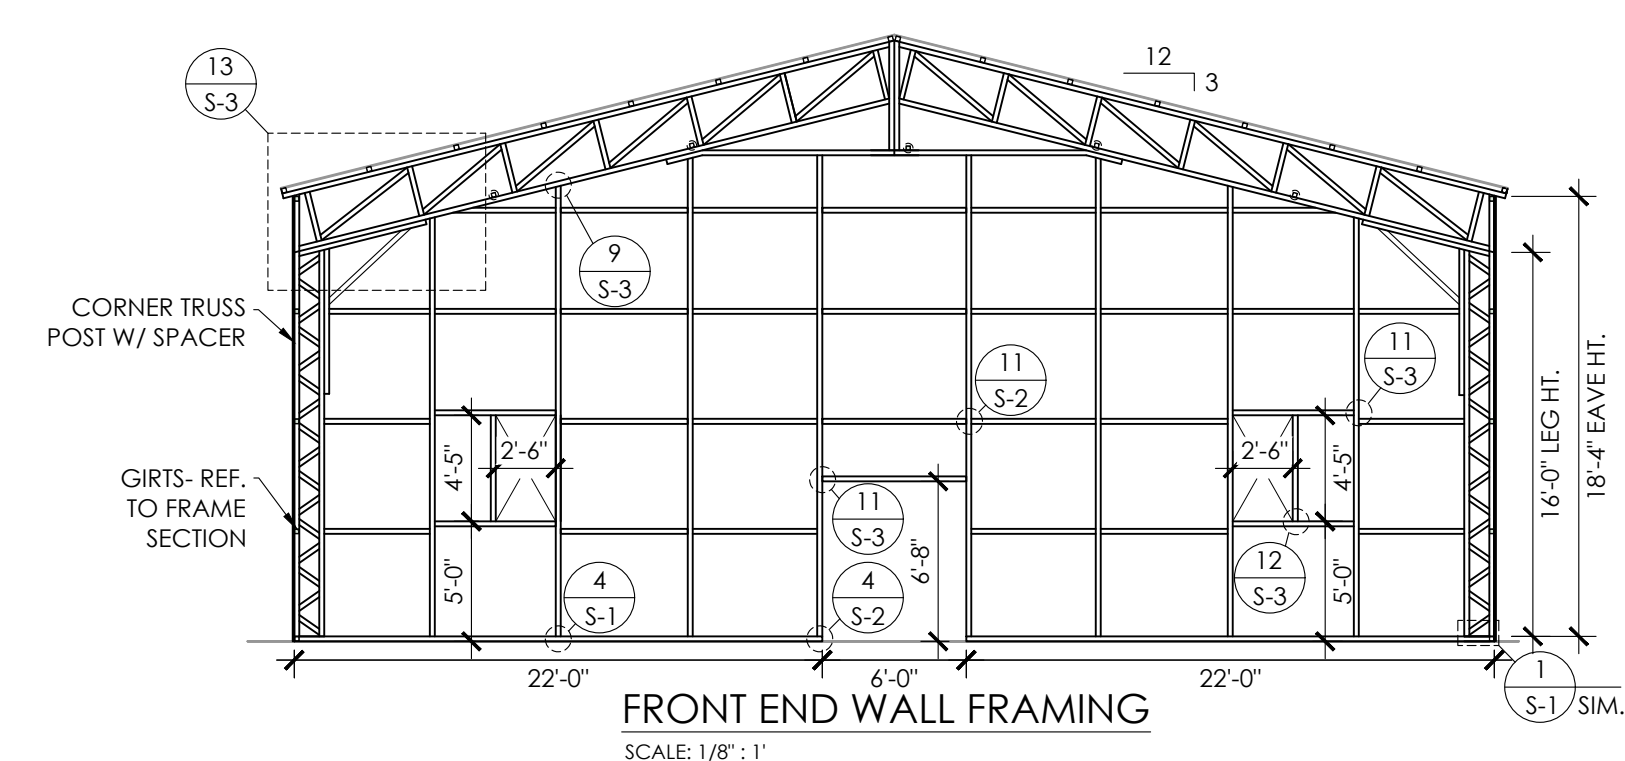 13
S-3
12
3
9
S-3
CORNER TRUSS
POST W/ SPACER
11
S-2
11
S-3
16'-0" LEG HT.
18'-4" EAVE HT.
4'-5"
2'-6"
2'-6"
4'-5"
GIRTS- REF.
TO FRAME
SECTION
11
S-3
6'-8"
12
S-3
5'-0"
4
S-1
4
S-2
5'-0"
22'-0"
6'-0"
22'-0"
1
S-1
SIM.
FRONT END WALL FRAMING
SCALE: 1/8" : 1'